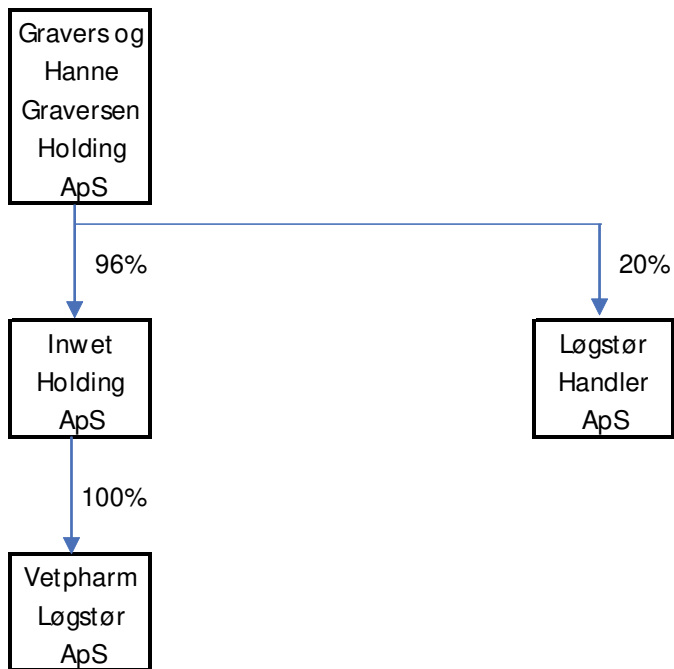 Gravers og
Hanne
Graversen
Holding
ApS
96%
20%
Inwet
Holding
ApS
Løgstør
Handler
ApS
100%
Vetpharm
Løgstør
ApS